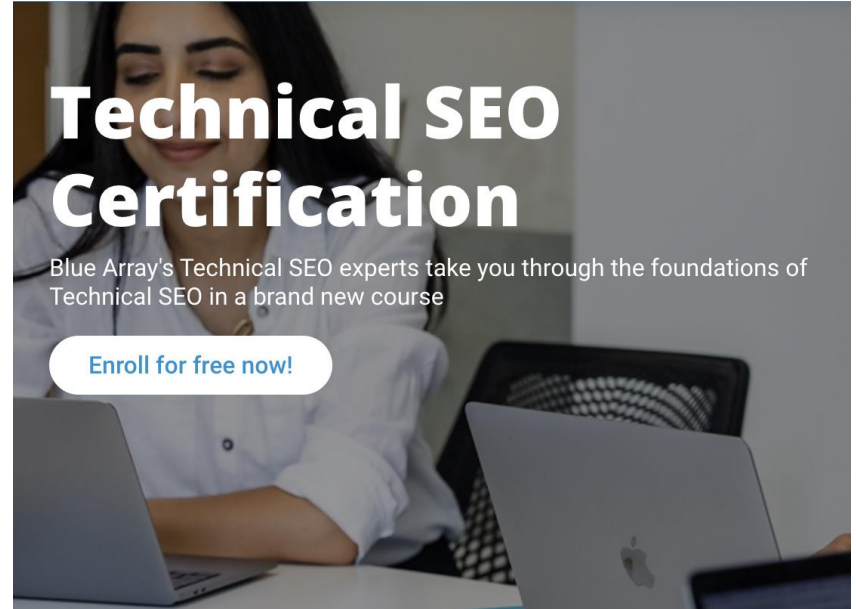 Technical SEO
Certification
Blue Array's Technical SEO experts take you through the foundations of
Technical SEO in a brand new course
Enroll for free now!